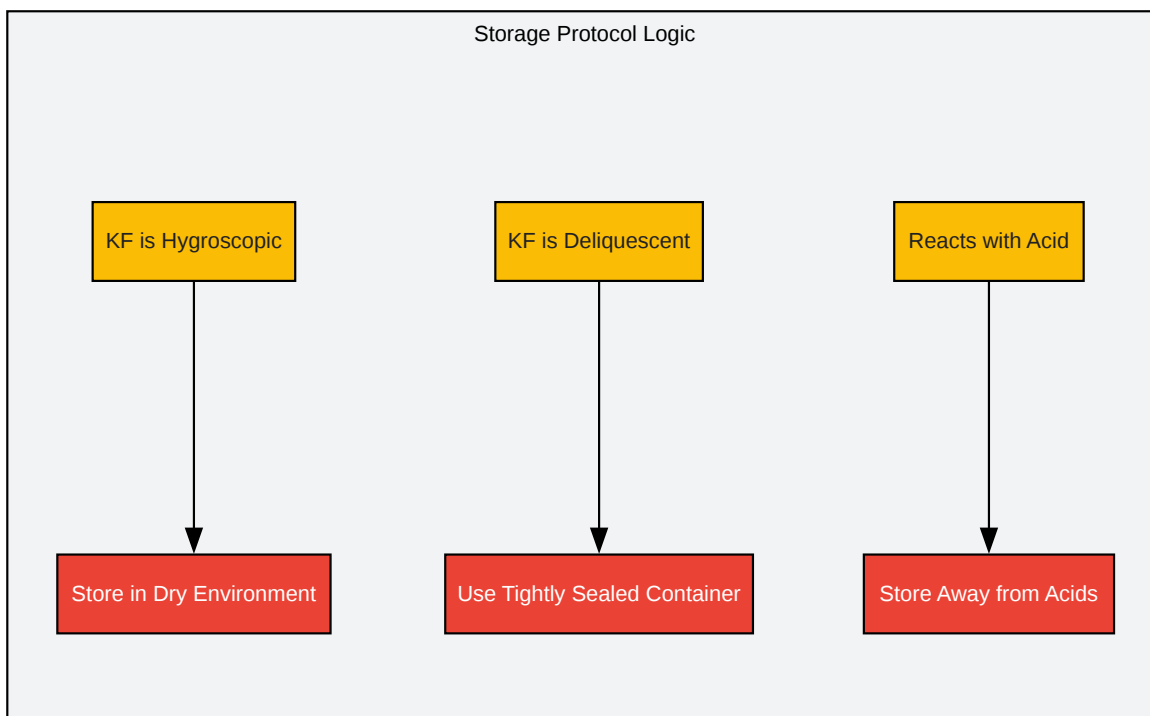 Storage Protocol Logic
KF is Hygroscopic
KF is Deliquescent
Reacts with Acid
Store in Dry Environment
Use Tightly Sealed Container
Store Away from Acids